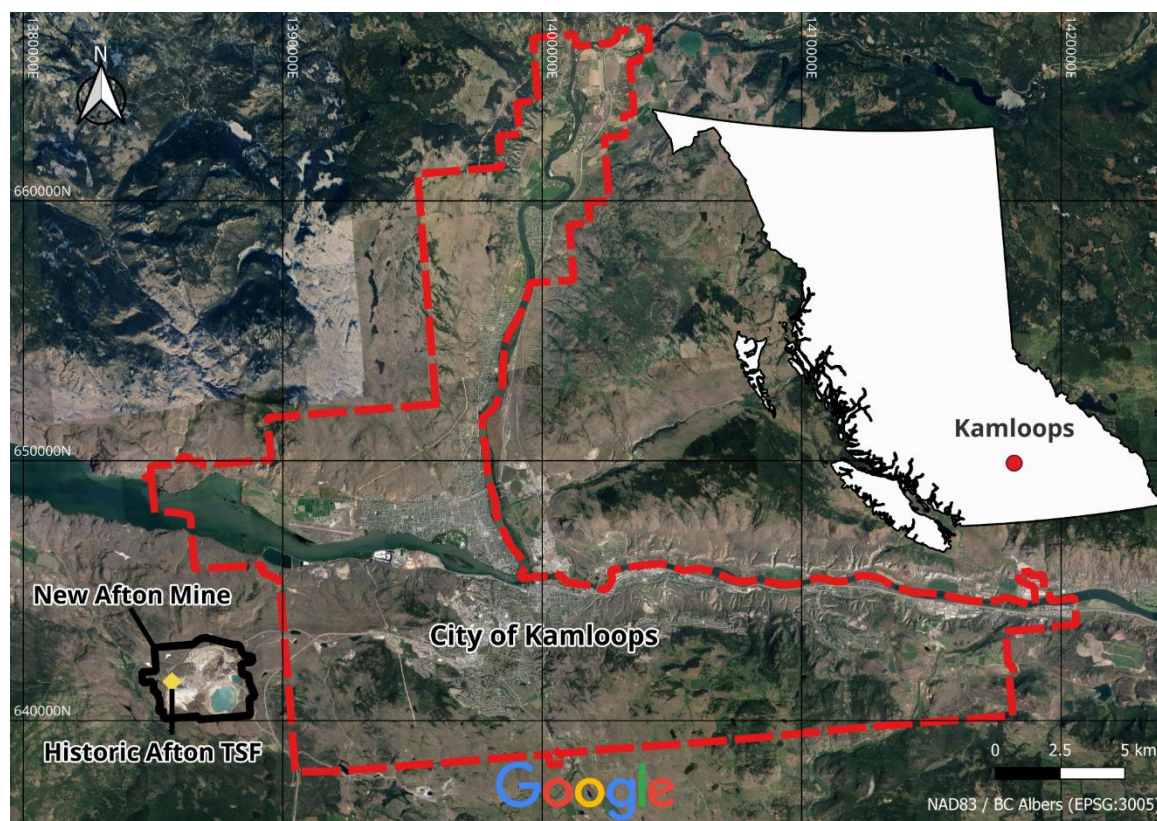 1380000E
1390000E
1400000E
1410000E
1420000E
N
660000N
Kamloops
650000N
New Afton Mine
City of Kamloops
640000N
Historic Afton TSF
0 2.5 5 km
Google
NAD83 / BC Albers (EPSG:3005)